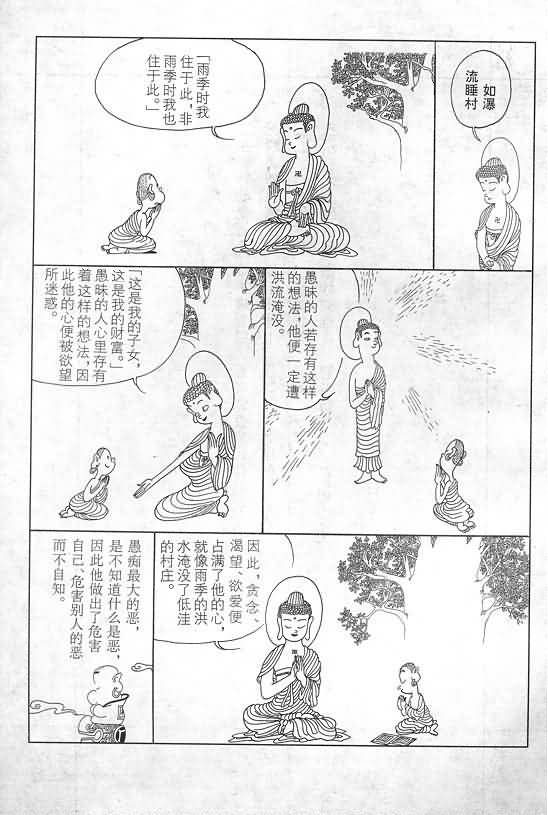 如瀑
流睡村
「雨季时我
住于此，非
雨季时我也
住于此。」
愚昧的人若存有这样
的想法，他便一定遭
洪流淹没。
「这是我的子女，
这是我的财富。」
愚昧的人心里存有
着这样的想法，因
此他的心便被欲望
所迷惑。
因此，贪念、
渴望、欲爱便
占满了他的心，
就像雨季的洪
水淹没了低洼
的村庄。
愚痴最大的恶，
是不知道什么是恶，
因此他做出了危害
自己、危害别人的恶
而不自知。